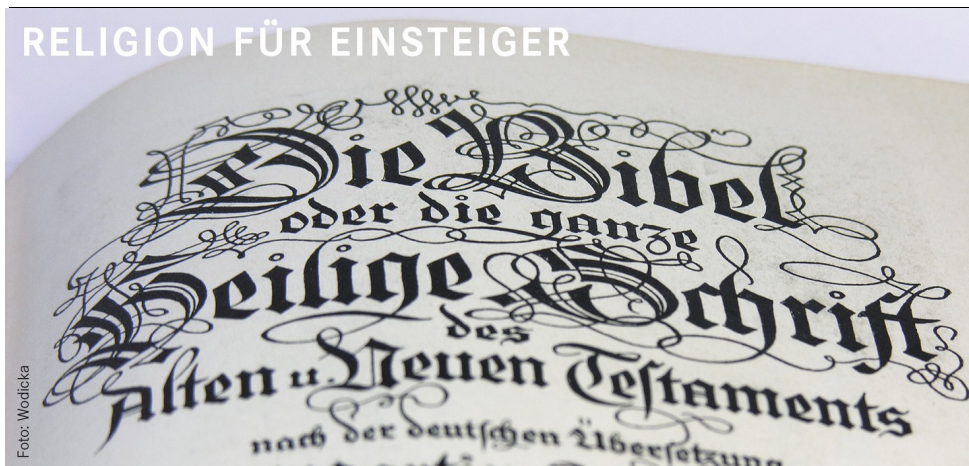 RELIGION FÜR EINSTEIGER
Die Bibel
oder die ganze
Heilige Schrift
des
Alten u. Neuen Testaments
nach der deutschen Übersetzung
Foto: Wodicka